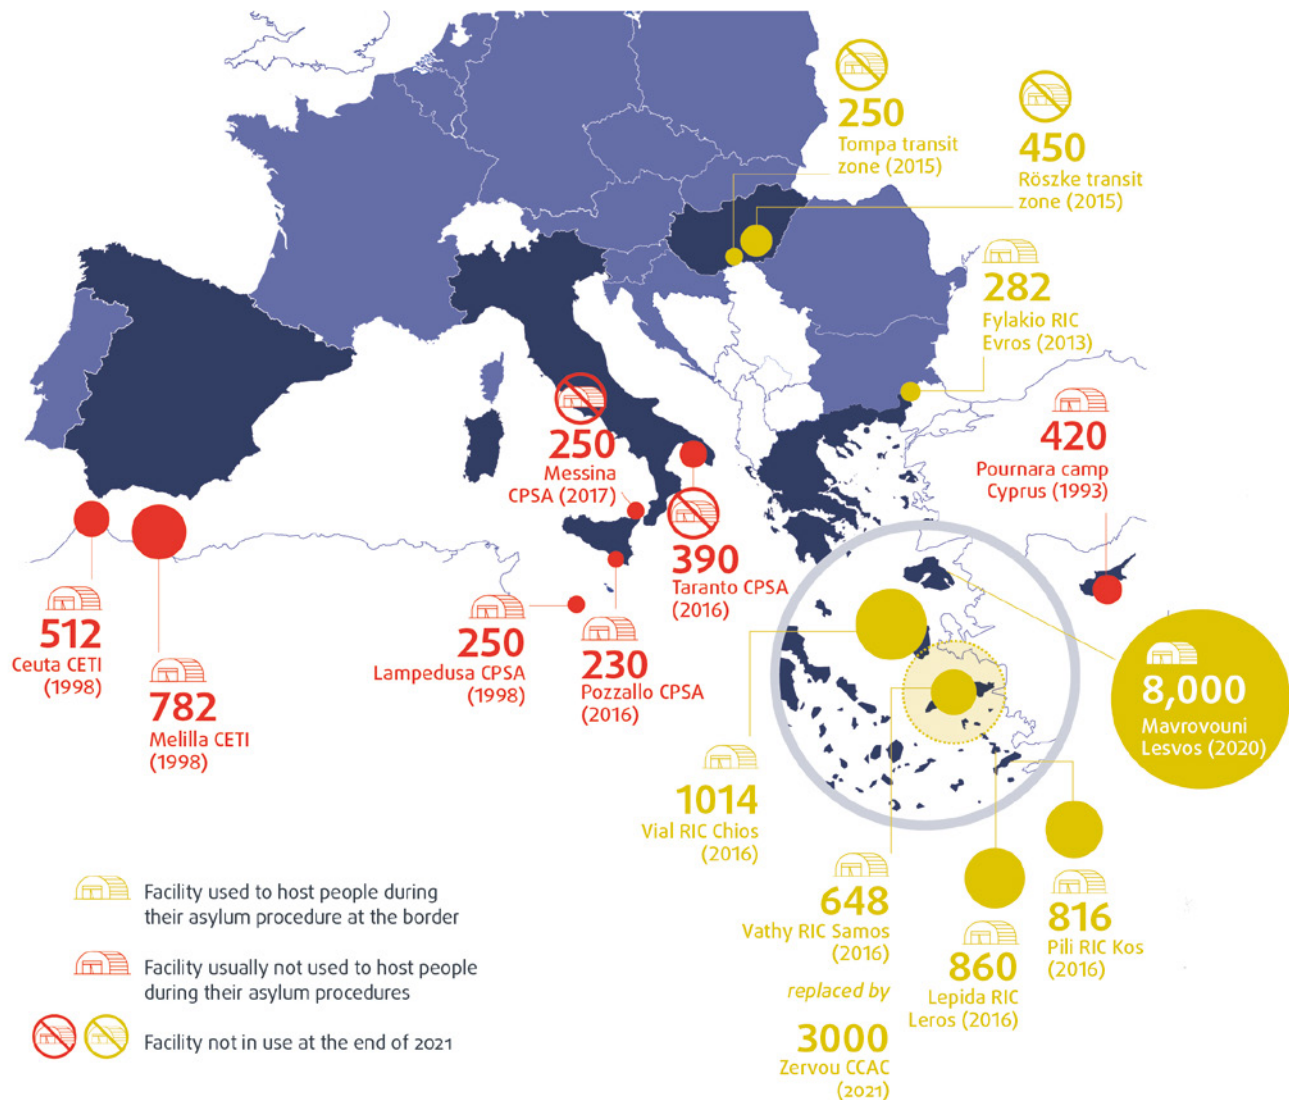 250
Tompa transit
zone (2015)
450
Röszke transit
zone (2015)
282
Fylakio RIC
Evros (2013)
420
Pournara camp
Cyprus (1993)
250
Messina
CPSA (2017)
390
Taranto CPSA
(2016)
512
Ceuta CETI
(1998)
782
Melilla CETI
(1998)
250
Lampedusa CPSA
(1998)
230
Pozzallo CPSA
(2016)
8,000
Mavrovouni
Lesvos (2020)
1014
Vial RIC Chios
(2016)
648
Vathy RIC Samos
(2016)
replaced by
3000
Zervou CCAC
(2021)
860
Lepida RIC
Leros (2016)
816
Pili RIC Kos
(2016)
Facility used to host people during
their asylum procedure at the border
Facility usually not used to host people
during their asylum procedures
Facility not in use at the end of 2021